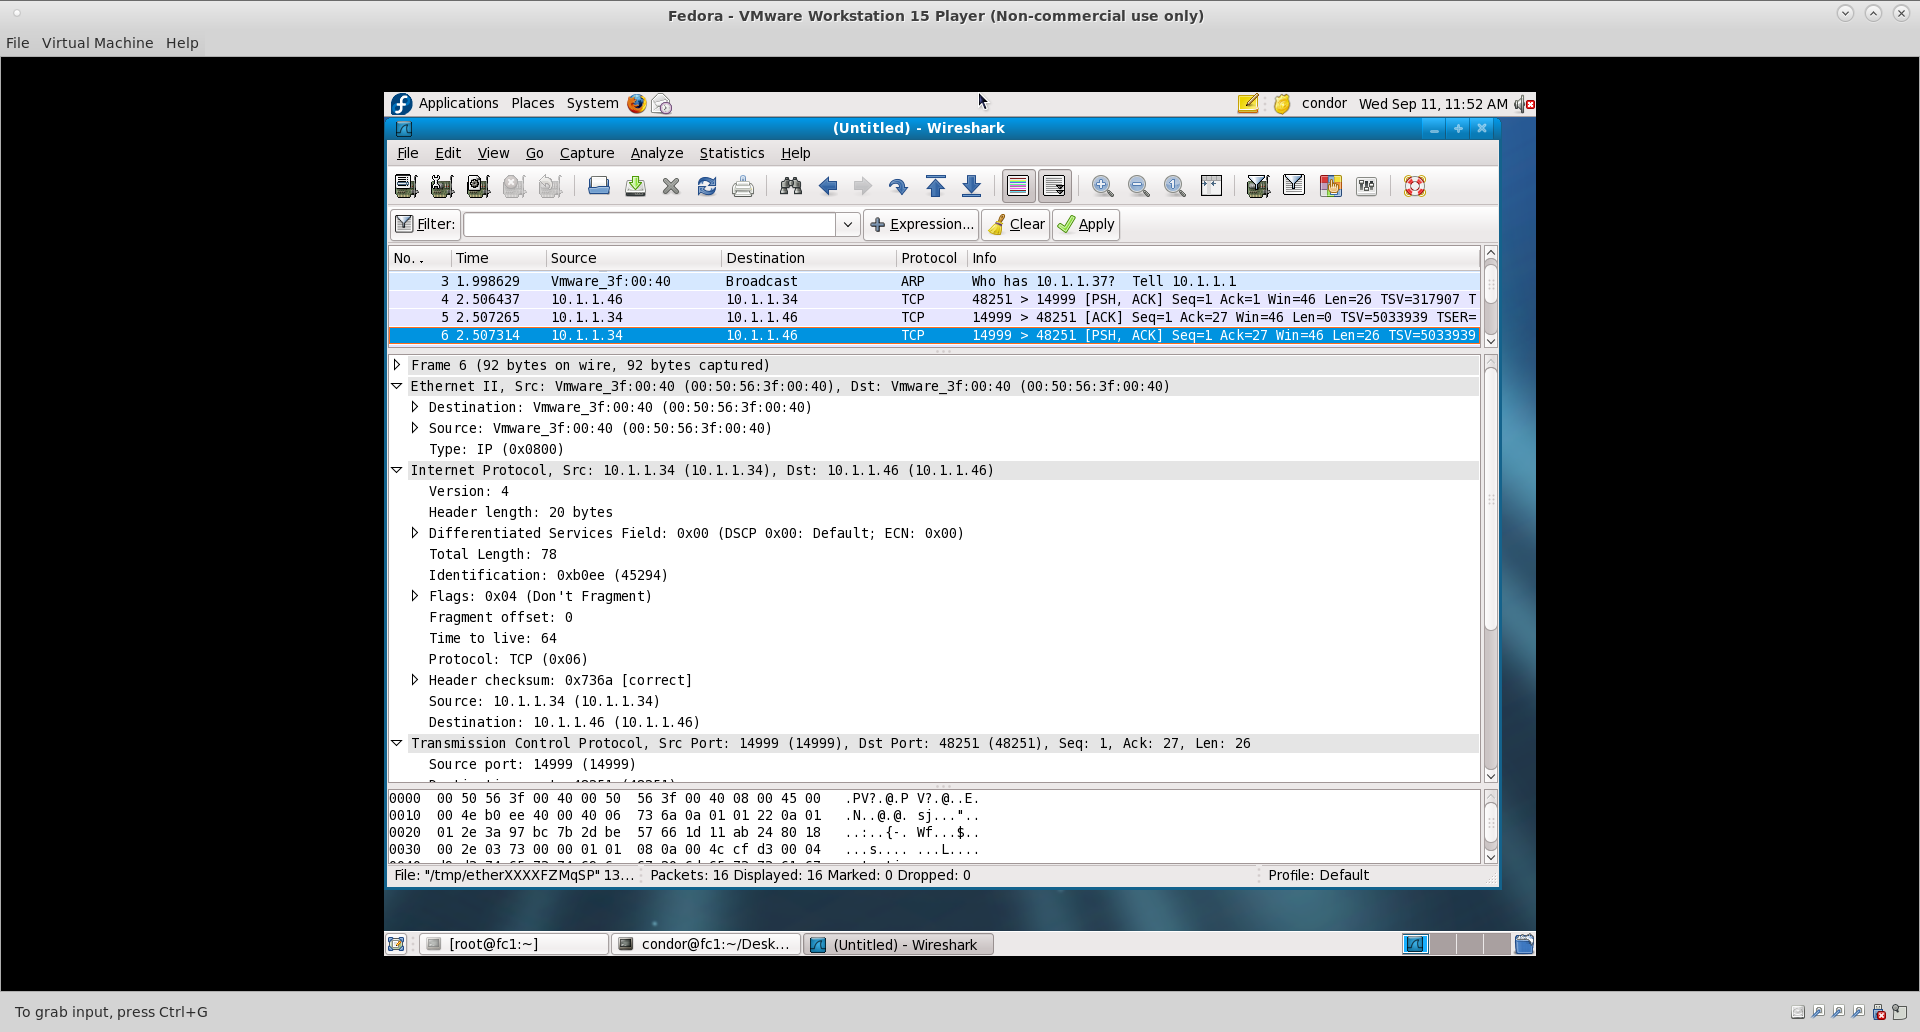 Fedora - VMware Workstation 15 Player (Non-commercial use only)
File Virtual Machine Help
Applications Places System condor Wed Sep 11, 11:52 AM
(Untitled) - Wireshark
File Edit View Go Capture Analyze Statistics Help
Filter: Expression... Clear Apply
No. . Time Source Destination Protocol Info
3 1.998629 Vmware_3f:00:40 Broadcast ARP Who has 10.1.1.37? Tell 10.1.1.1
4 2.506437 10.1.1.46 10.1.1.34 TCP 48251 > 14999 [PSH, ACK] Seq=1 Ack=1 Win=46 Len=26 TSV=317907 T
5 2.507265 10.1.1.34 10.1.1.46 TCP 14999 > 48251 [ACK] Seq=1 Ack=27 Win=46 Len=0 TSV=5033939 TSER=
6 2.507314 10.1.1.34 10.1.1.46 TCP 14999 > 48251 [PSH, ACK] Seq=1 Ack=27 Win=46 Len=26 TSV=5033939
Frame 6 (92 bytes on wire, 92 bytes captured)
Ethernet II, Src: Vmware_3f:00:40 (00:50:56:3f:00:40), Dst: Vmware_3f:00:40 (00:50:56:3f:00:40)
Destination: Vmware_3f:00:40 (00:50:56:3f:00:40)
Source: Vmware_3f:00:40 (00:50:56:3f:00:40)
Type: IP (0x0800)
Internet Protocol, Src: 10.1.1.34 (10.1.1.34), Dst: 10.1.1.46 (10.1.1.46)
Version: 4
Header length: 20 bytes
Differentiated Services Field: 0x00 (DSCP 0x00: Default; ECN: 0x00)
Total Length: 78
Identification: 0xb0ee (45294)
Flags: 0x04 (Don't Fragment)
Fragment offset: 0
Time to live: 64
Protocol: TCP (0x06)
Header checksum: 0x736a [correct]
Source: 10.1.1.34 (10.1.1.34)
Destination: 10.1.1.46 (10.1.1.46)
Transmission Control Protocol, Src Port: 14999 (14999), Dst Port: 48251 (48251), Seq: 1, Ack: 27, Len: 26
Source port: 14999 (14999)
0000 00 50 56 3f 00 40 00 50 56 3f 00 40 08 00 45 00 .PV?.@.P V?.@..E.
0010 00 4e b0 ee 40 00 40 06 73 6a 0a 01 01 22 0a 01 .N..@.@. sj..."..
0020 01 2e 3a 97 bc 7b 2d be 57 66 1d 11 ab 24 80 18 ..:..{-. Wf...$..
0030 00 2e 03 73 00 00 01 01 08 0a 00 4c cf d3 00 04 ...s.... ...L....
File: "/tmp/etherXXXXFZMqSP" 13... Packets: 16 Displayed: 16 Marked: 0 Dropped: 0 Profile: Default
[root@fc1:~] condor@fc1:~/Desk... (Untitled) - Wireshark
To grab input, press Ctrl+G